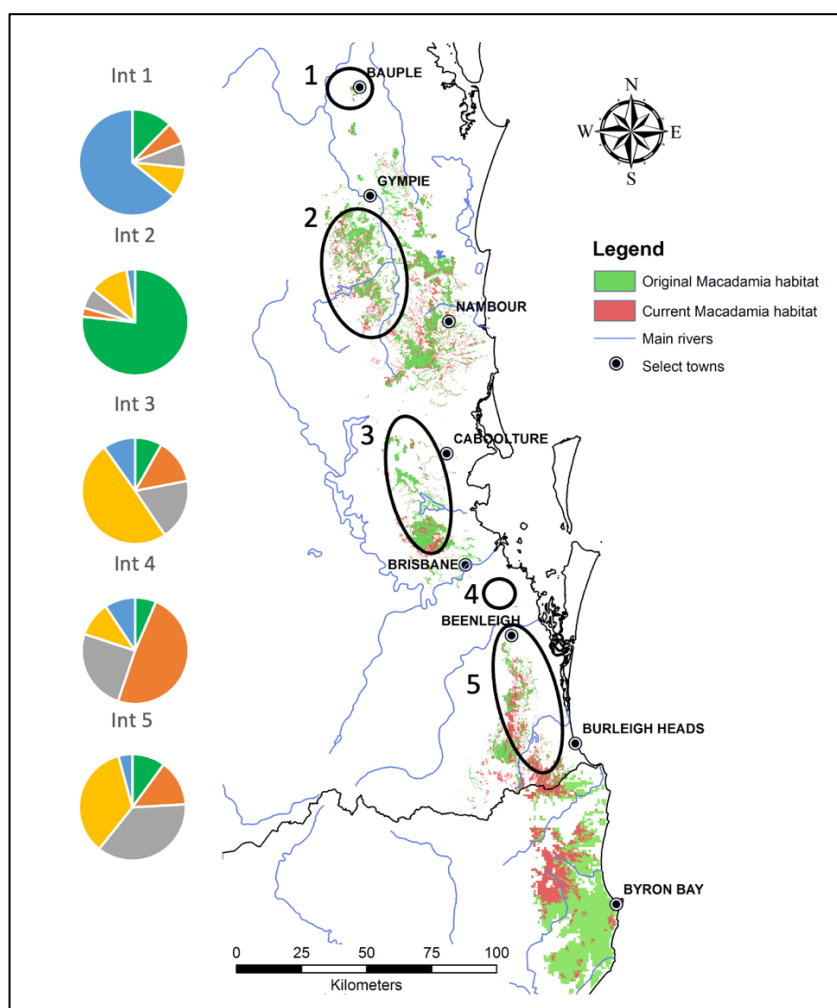 Int 1
Int 2
Int 3
Int 4
Int 5
1
BAUPLE
GYMPIE
2
NAMBOUR
3
CABOOLTURE
BRISBANE
4
BEENLEIGH
5
BURLEIGH HEADS
BYRON BAY
N
W
E
S
Legend
Original Macadamia habitat
Current Macadamia habitat
Main rivers
Select towns
0 25 50 75 100
Kilometers